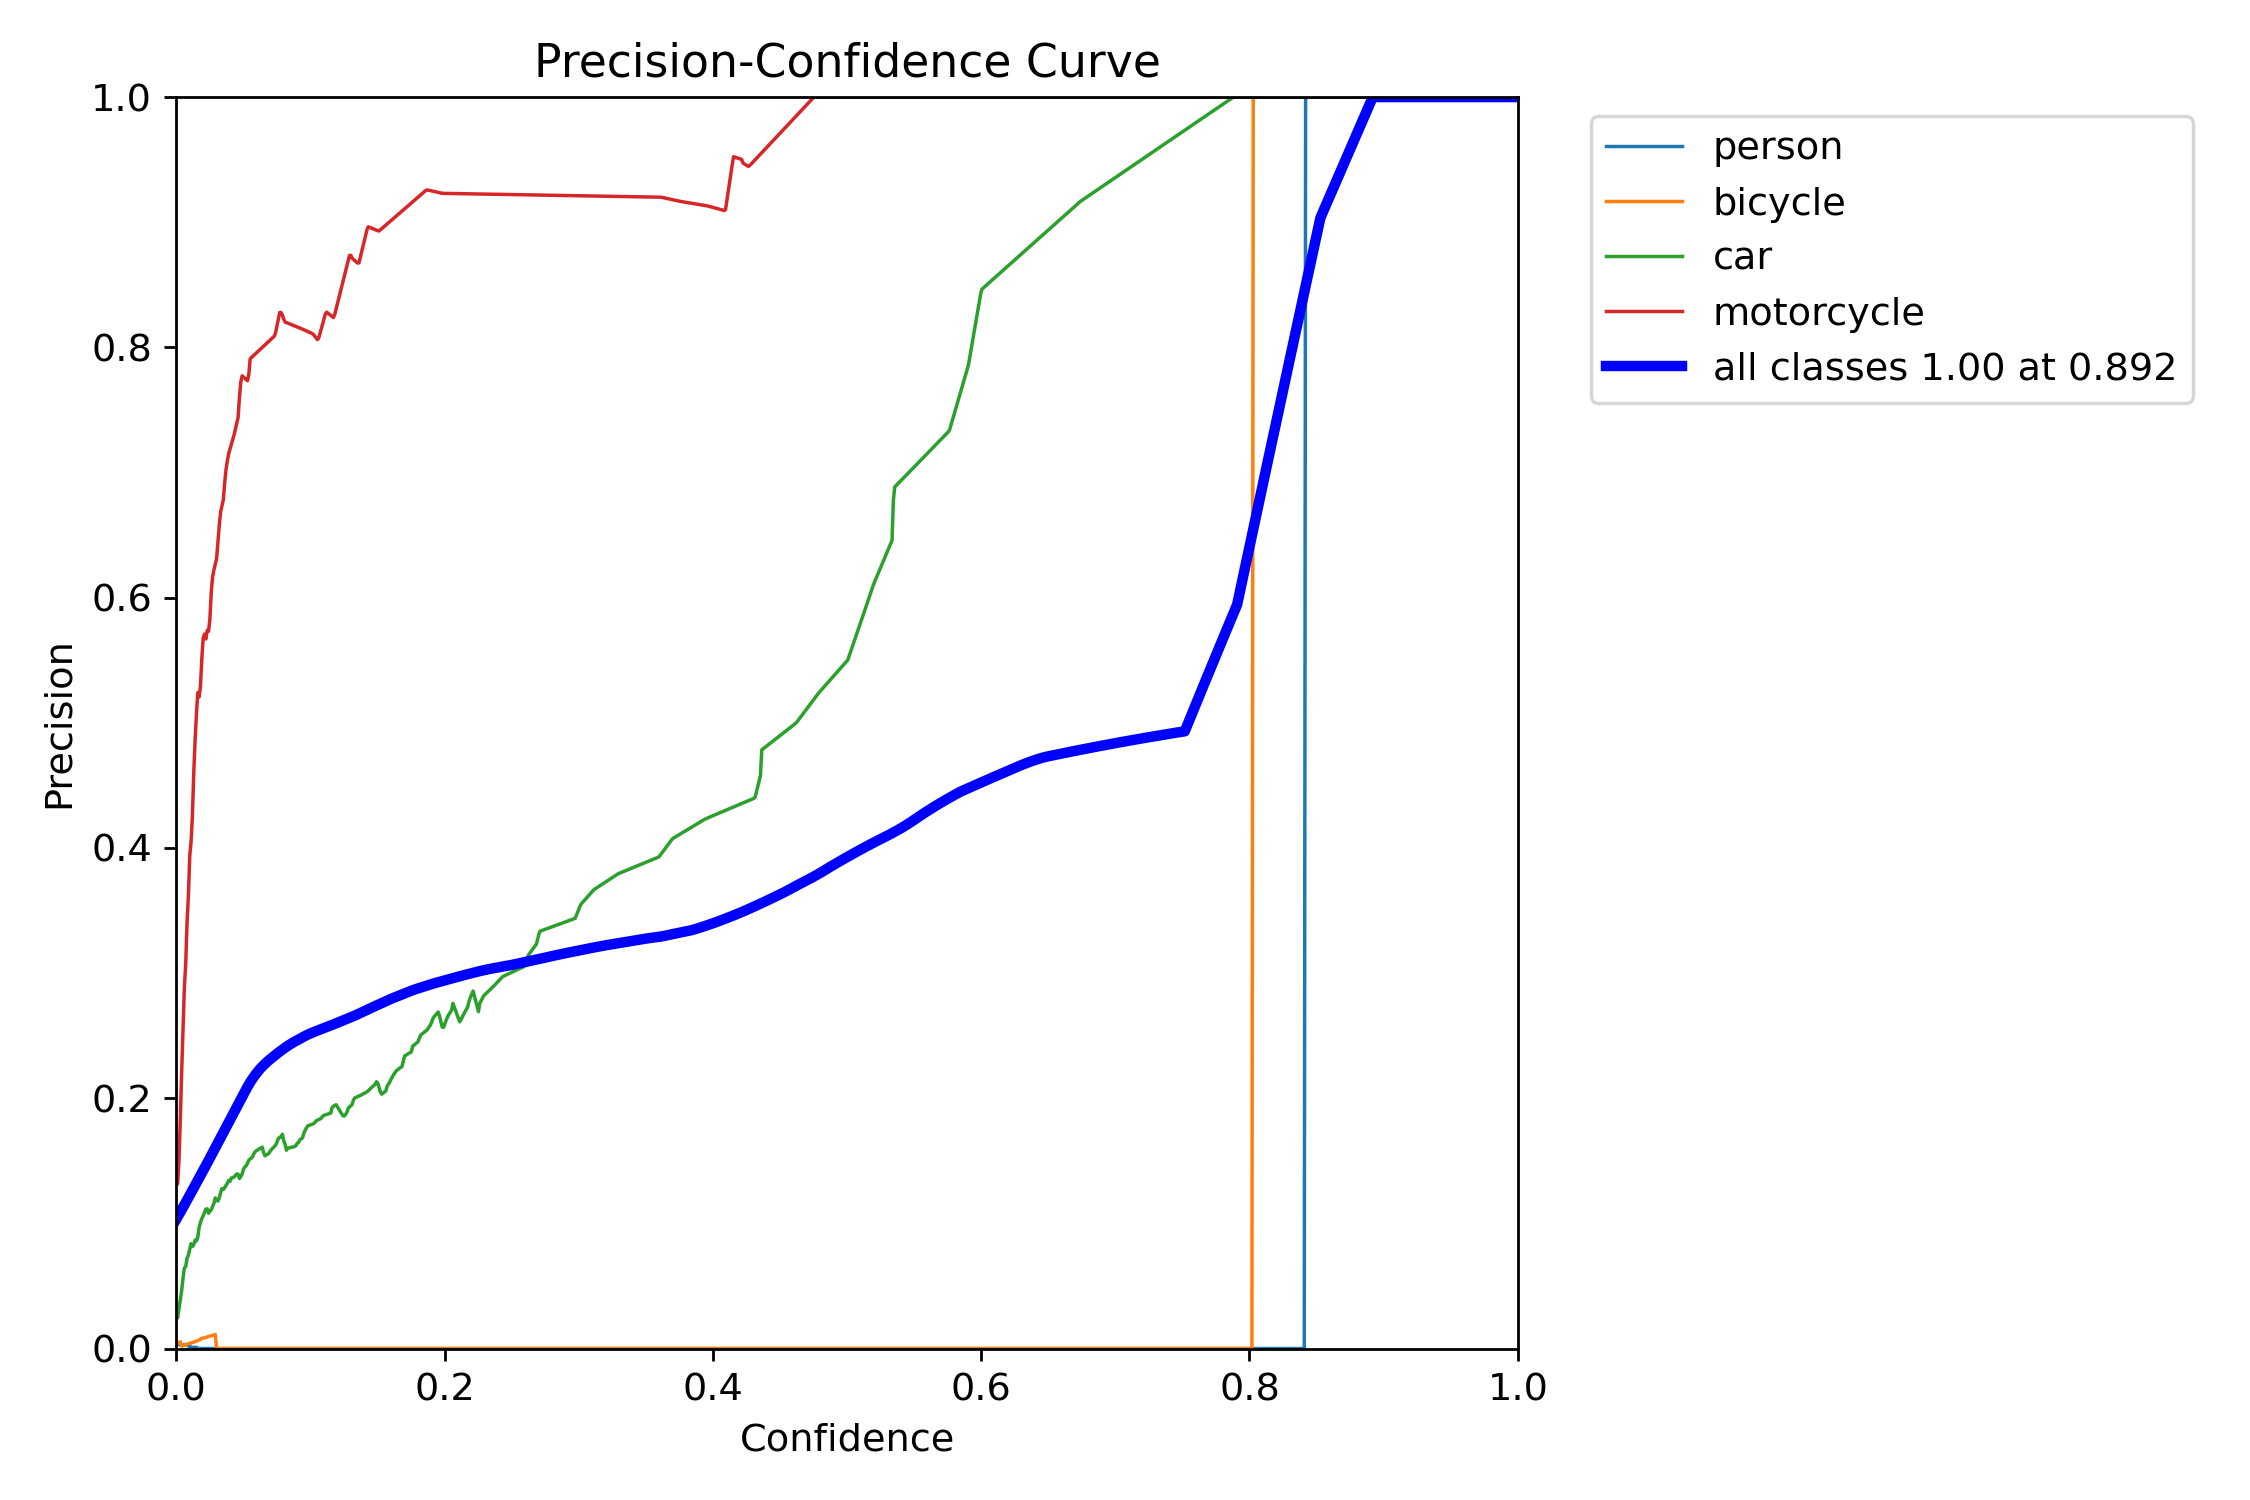 Precision-Confidence Curve
1.0
0.8
0.6
0.4
0.2
0.0
Precision
0.0 0.2 0.4 0.6 0.8 1.0
Confidence
person
bicycle
car
motorcycle
all classes 1.00 at 0.892